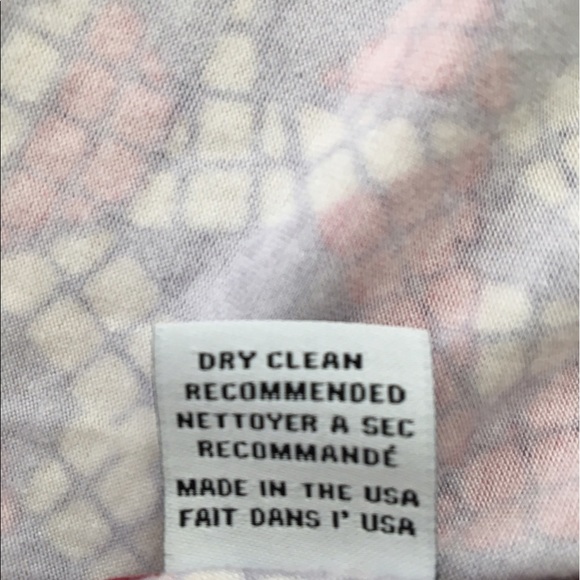 DRY CLEAN
RECOMMENDED
NETTOYER A SEC
RECOMMANDÉ
MADE IN THE USA
FAIT DANS I' USA